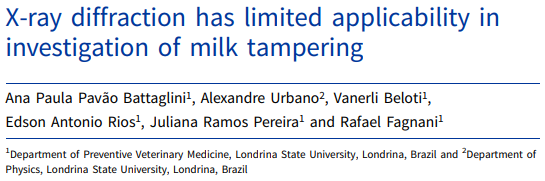 X-ray diffraction has limited applicability in
investigation of milk tampering
Ana Paula Pavão Battaglini¹, Alexandre Urbano², Vanerli Beloti¹,
Edson Antonio Rios¹, Juliana Ramos Pereira¹ and Rafael Fagnani¹
¹Department of Preventive Veterinary Medicine, Londrina State University, Londrina, Brazil and ²Department of
Physics, Londrina State University, Londrina, Brazil